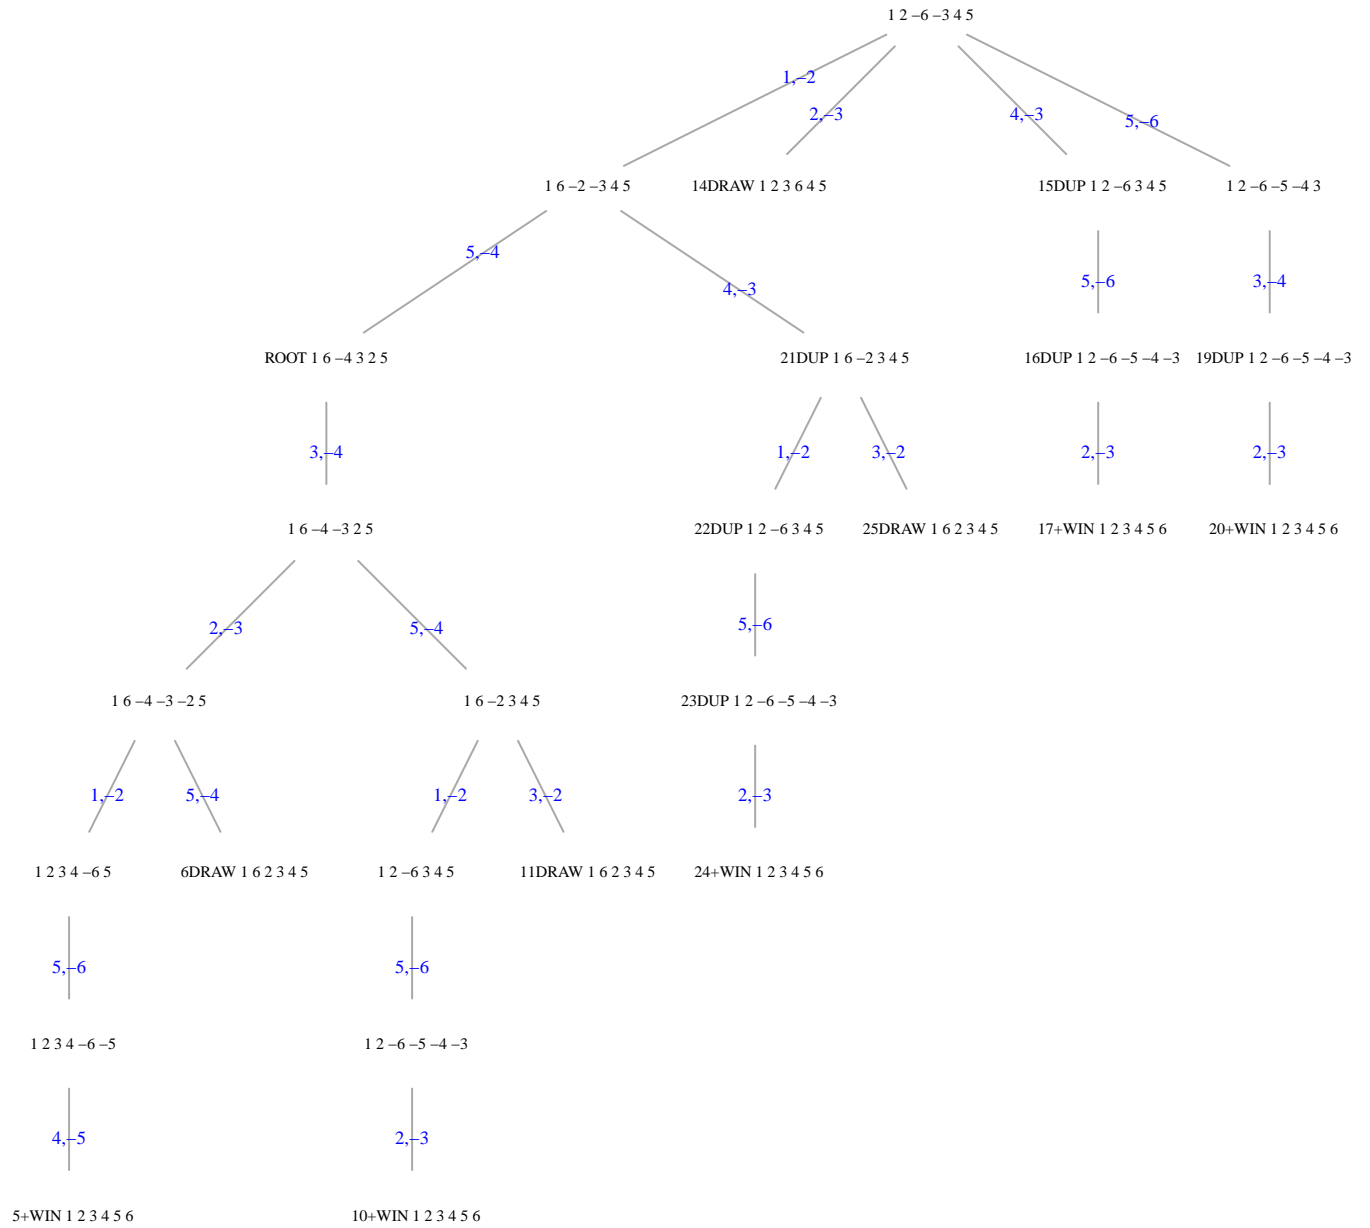 1 2 –6 –3 4 5
1,–2
2,–3
4,–3
5,–6
1 6 –2 –3 4 5
14DRAW 1 2 3 6 4 5
15DUP 1 2 –6 3 4 5
1 2 –6 –5 –4 3
5,–4
4,–3
5,–6
3,–4
ROOT 1 6 –4 3 2 5
21DUP 1 6 –2 3 4 5
16DUP 1 2 –6 –5 –4 –3
19DUP 1 2 –6 –5 –4 –3
3,–4
1,–2
3,–2
2,–3
2,–3
1 6 –4 –3 2 5
22DUP 1 2 –6 3 4 5
25DRAW 1 6 2 3 4 5
17+WIN 1 2 3 4 5 6
20+WIN 1 2 3 4 5 6
2,–3
5,–4
5,–6
1 6 –4 –3 –2 5
1 6 –2 3 4 5
23DUP 1 2 –6 –5 –4 –3
1,–2
5,–4
1,–2
3,–2
2,–3
1 2 3 4 –6 5
6DRAW 1 6 2 3 4 5
1 2 –6 3 4 5
11DRAW 1 6 2 3 4 5
24+WIN 1 2 3 4 5 6
5,–6
5,–6
1 2 3 4 –6 –5
1 2 –6 –5 –4 –3
4,–5
2,–3
5+WIN 1 2 3 4 5 6
10+WIN 1 2 3 4 5 6